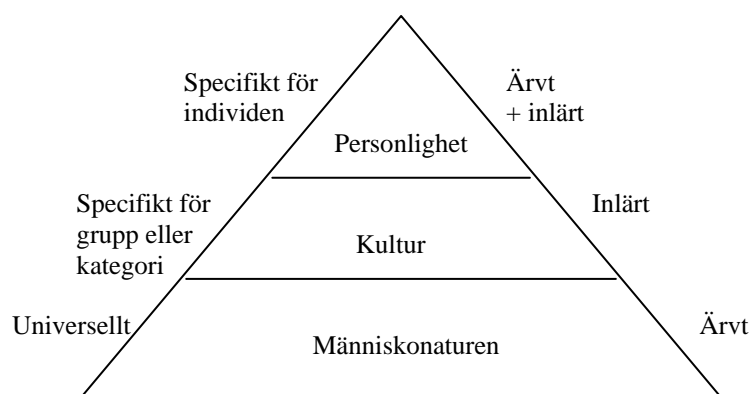 Specifikt för
individen
Ärvt
+ inlärt
Personlighet
Specifikt för
grupp eller
kategori
Inlärt
Kultur
Universellt
Ärvt
Människonaturen